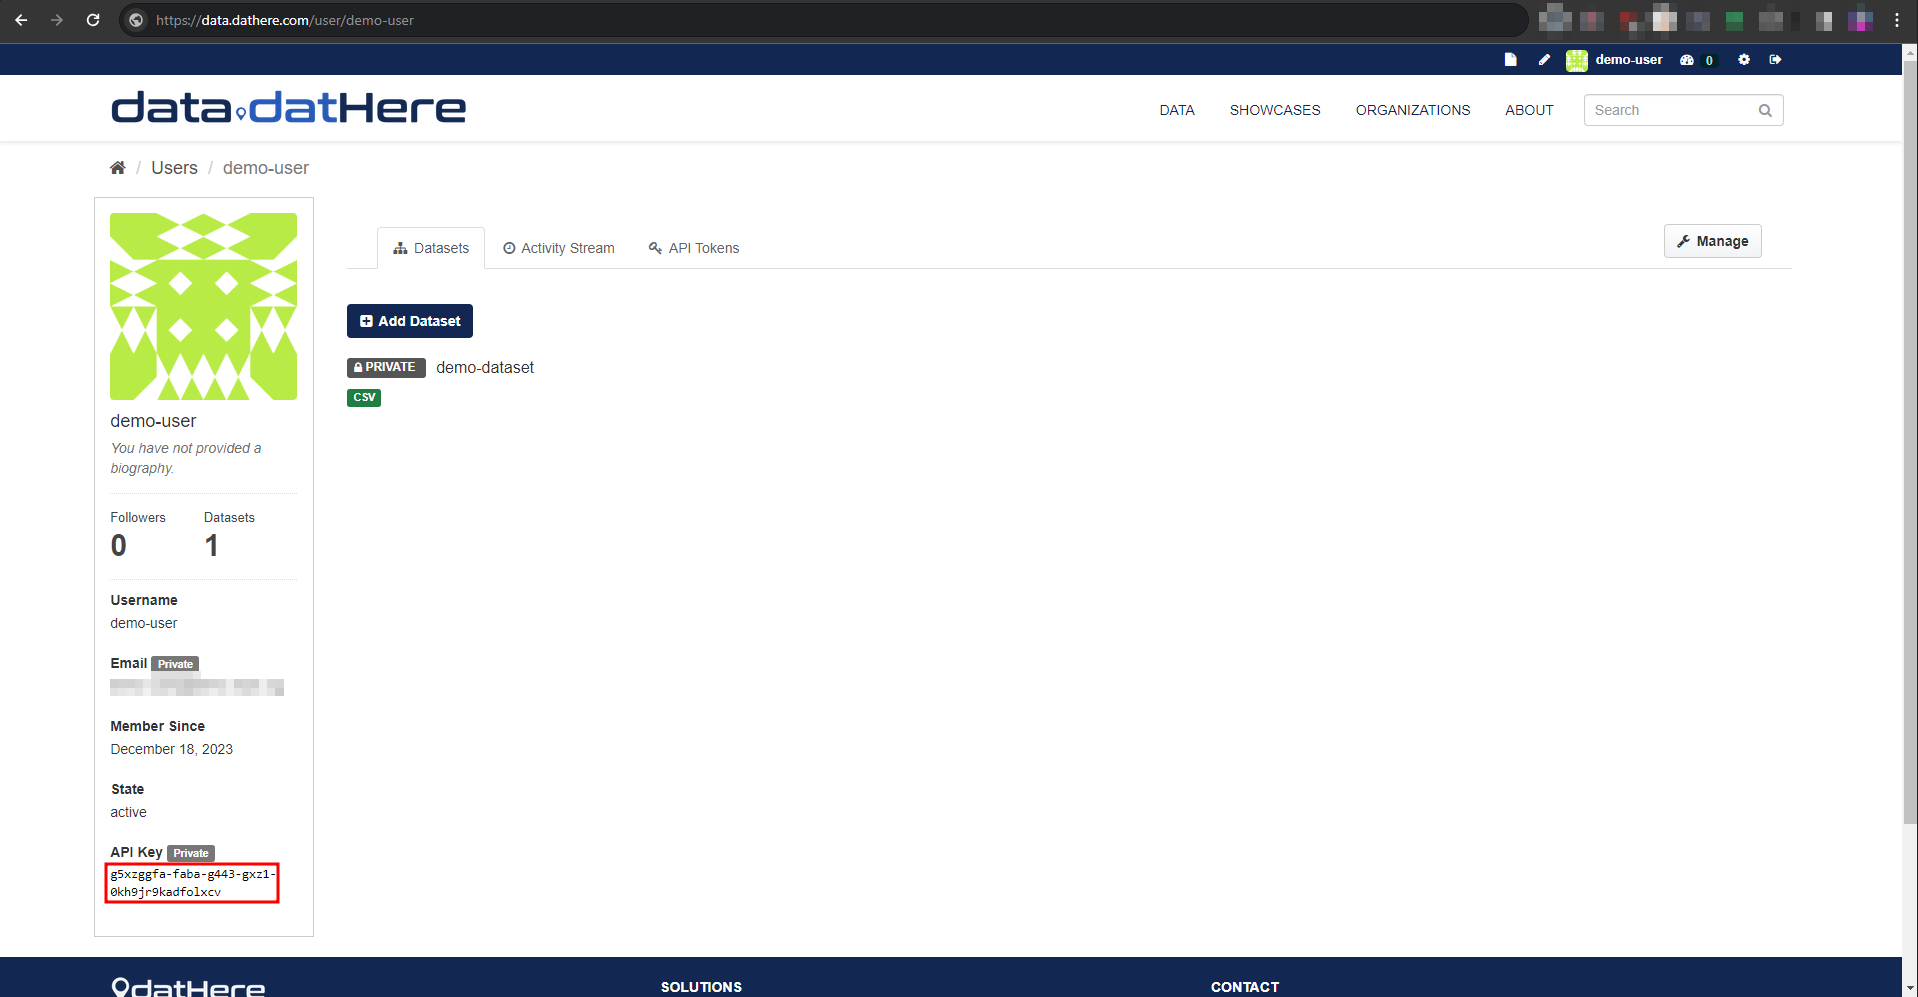 https://data.dathere.com/user/demo-user
demo-user 0
data datHere
DATA SHOWCASES ORGANIZATIONS ABOUT Search
/ Users / demo-user
Datasets Activity Stream API Tokens Manage
Add Dataset
PRIVATE demo-dataset
CSV
demo-user
You have not provided a
biography.
Followers Datasets
0 1
Username
demo-user
Email Private
Member Since
December 18, 2023
State
active
API Key Private
g5xzggfa-faba-g443-gxz1-
0kh9jr9kadfolxcv
datHere SOLUTIONS CONTACT